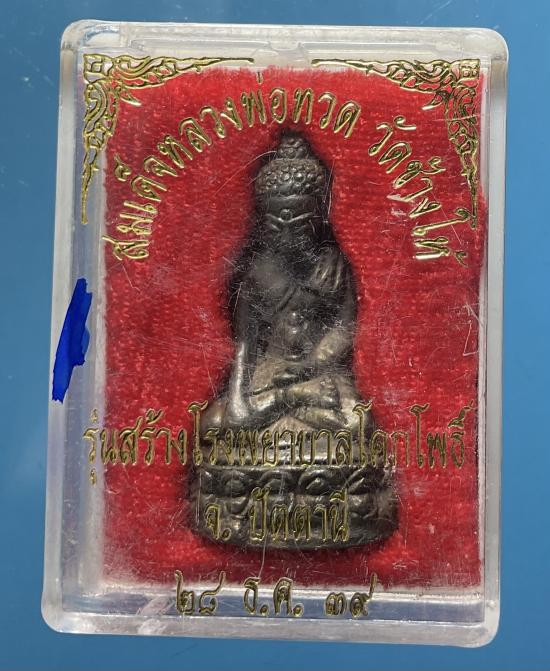 สมเด็จหลวงพ่อทวด วัดช้างให้
รุ่นสร้างโรงพยาบาลโคกโพธิ์
จ. ปัตตานี
๒๘ ธ.ค. ๓๙